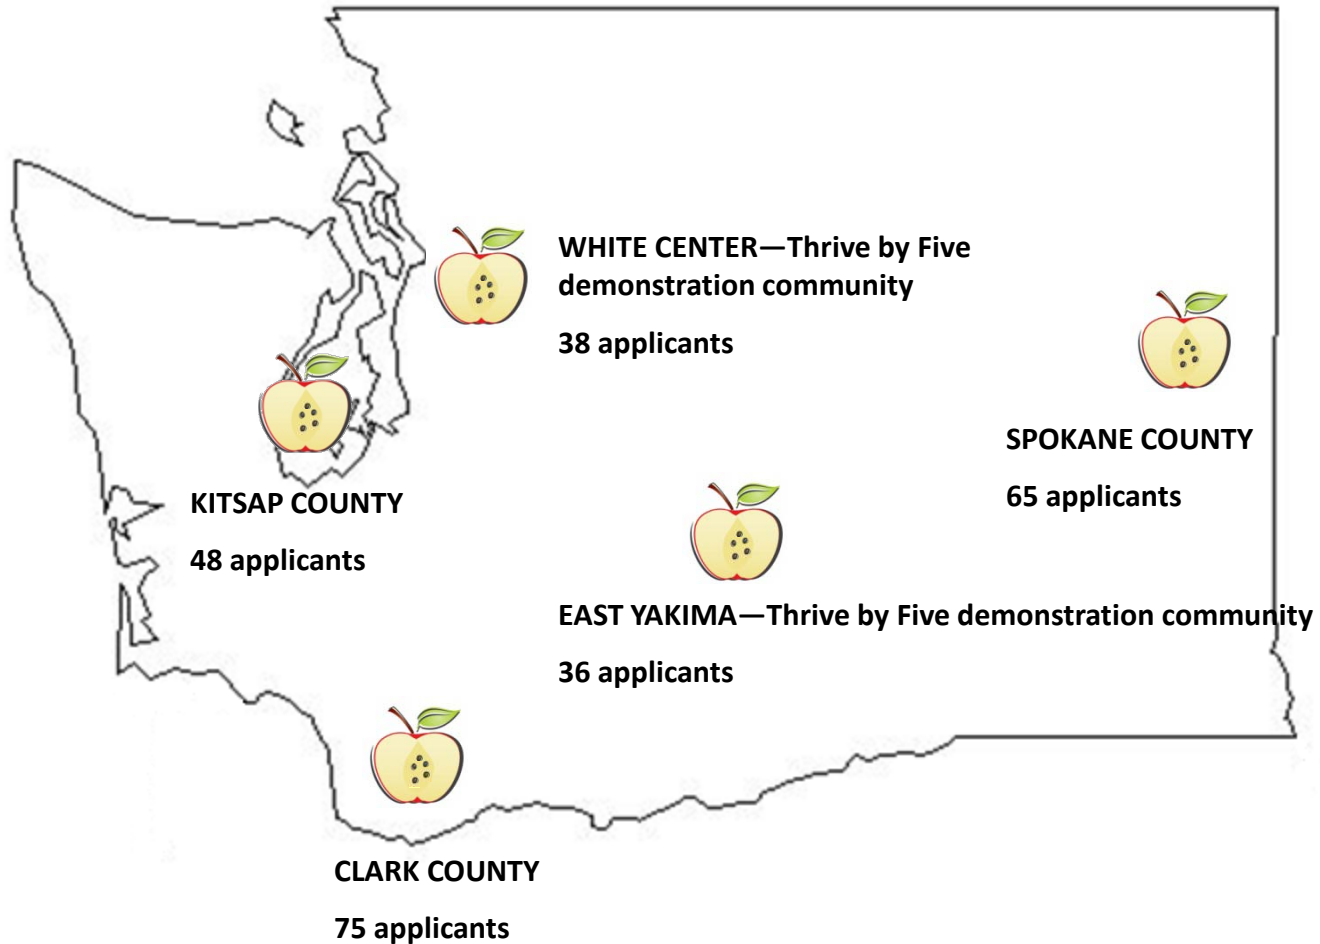 WHITE CENTER—Thrive by Five
demonstration community
38 applicants
SPOKANE COUNTY
65 applicants
KITSAP COUNTY
48 applicants
EAST YAKIMA—Thrive by Five demonstration community
36 applicants
CLARK COUNTY
75 applicants